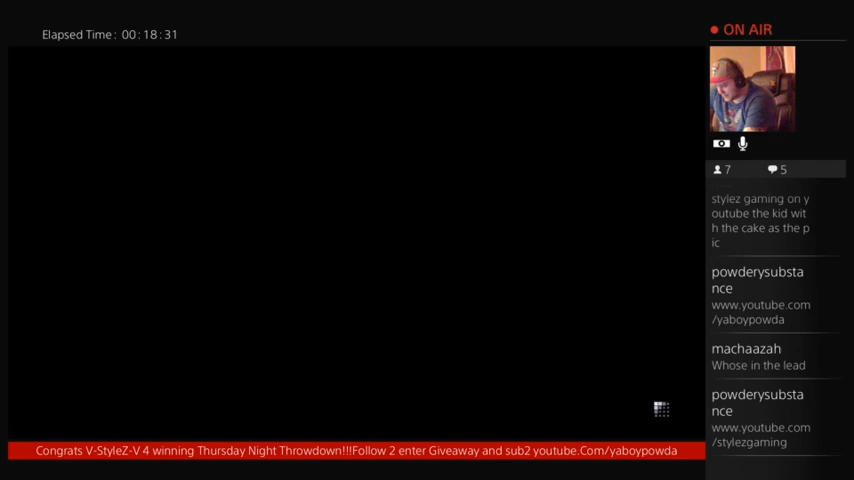 Elapsed Time: 00:18:31
ON AIR
7 5
stylez gaming on y
outube the kid wit
h the cake as the p
ic
powderysubsta
nce
www.youtube.com
/yaboypowda
machaazah
Whose in the lead
powderysubsta
nce
www.youtube.com
/stylezgaming
Congrats V-StyleZ-V 4 winning Thursday Night Throwdown!!!Follow 2 enter Giveaway and sub2 youtube.Com/yaboypowda